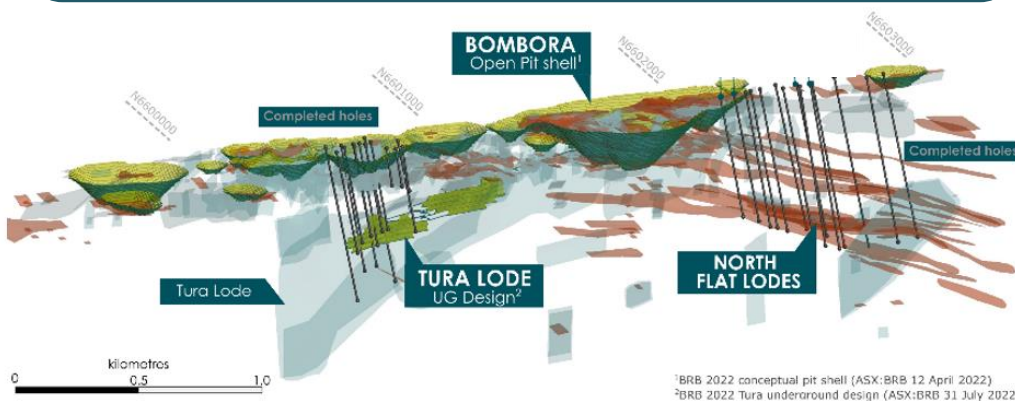 N6603000
BOMBORA
Open Pit shell¹
N6602000
N6601000
N6600000
Completed holes
Completed holes
TURA LODE
UG Design²
Tura Lode
NORTH
FLAT LODES
kilometres
0 0.5 1.0
¹BRB 2022 conceptual pit shell (ASX:BRB 12 April 2022)
²BRB 2022 Tura underground design (ASX:BRB 31 July 2022